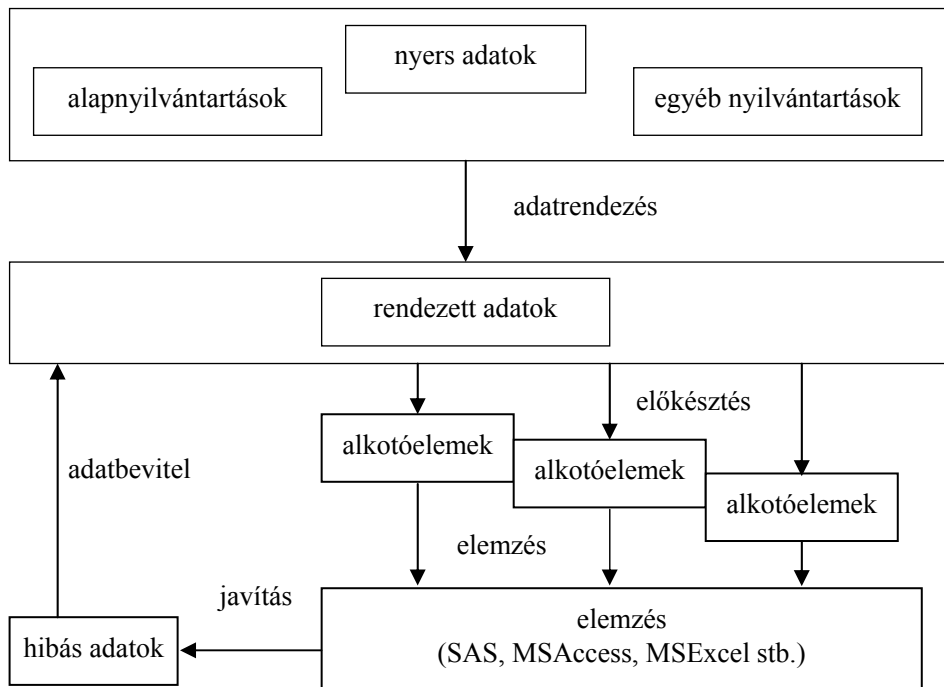 nyers adatok
alapnyilvántartások
egyéb nyilvántartások
adatrendezés
rendezett adatok
előkésztés
alkotóelemek
alkotóelemek
alkotóelemek
adatbevitel
elemzés
javítás
hibás adatok
elemzés
(SAS, MSAccess, MSExcel stb.)